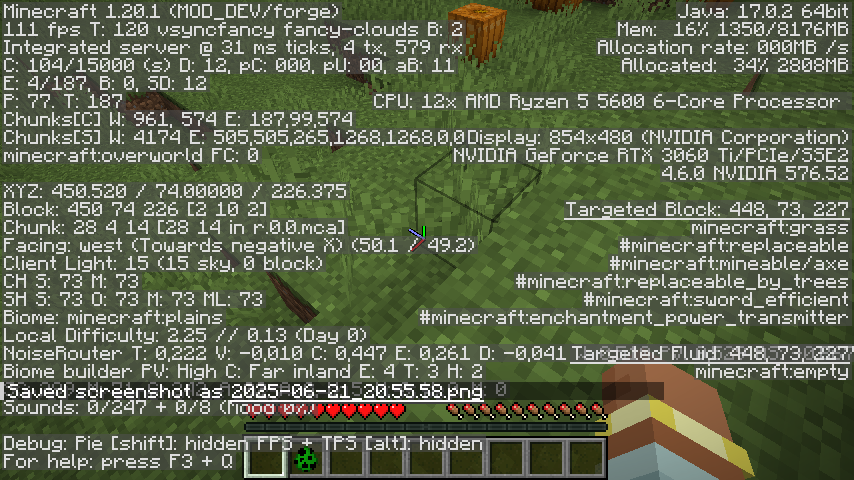 Minecraft 1.20.1 (MOD_DEV/forge)
111 fps T: 120 vsyncfancy fancy-clouds B: 2
Integrated server @ 31 ms ticks, 4 tx, 579 rx
C: 104/15000 (s) D: 12, pC: 000, pU: 00, aB: 11
E: 4/187, B: 0, SD: 12
P: 77. T: 187
Chunks[C] W: 961, 574 E: 187,99,574
Chunks[S] W: 4174 E: 505,505,265,1268,1268,0,0
minecraft:overworld FC: 0
XYZ: 450.520 / 74.00000 / 226.375
Block: 450 74 226 [2 10 2]
Chunk: 28 4 14 [28 14 in r.0.0.mca]
Facing: west (Towards negative X) (50.1 / 49.2)
Client Light: 15 (15 sky, 0 block)
CH S: 73 M: 73
SH S: 73 O: 73 M: 73 ML: 73
Biome: minecraft:plains
Local Difficulty: 2.25 // 0.13 (Day 0)
NoiseRouter T: 0,222 V: -0,010 C: 0,447 E: 0,261 D: -0,041
Biome builder PV: High C: Far inland E: 4 T: 3 H: 2
Saved screenshot as 2025-06-21_20.55.58.png
Sounds: 0/247 + 0/8
Debug: Pie [shift]: hidden FPS + TPS [alt]: hidden
For help: press F3 + Q
Java: 17.0.2 64bit
Mem: 16% 1350/8176MB
Allocation rate: 000MB /s
Allocated: 34% 2808MB
CPU: 12x AMD Ryzen 5 5600 6-Core Processor
Display: 854x480 (NVIDIA Corporation)
NVIDIA GeForce RTX 3060 Ti/PCIe/SSE2
4.6.0 NVIDIA 576.52
Targeted Block: 448, 73, 227
minecraft:grass
#minecraft:replaceable
#minecraft:mineable/axe
#minecraft:replaceable_by_trees
#minecraft:sword_efficient
#minecraft:enchantment_power_transmitter
Targeted Fluid: 448, 73, 227
minecraft:empty